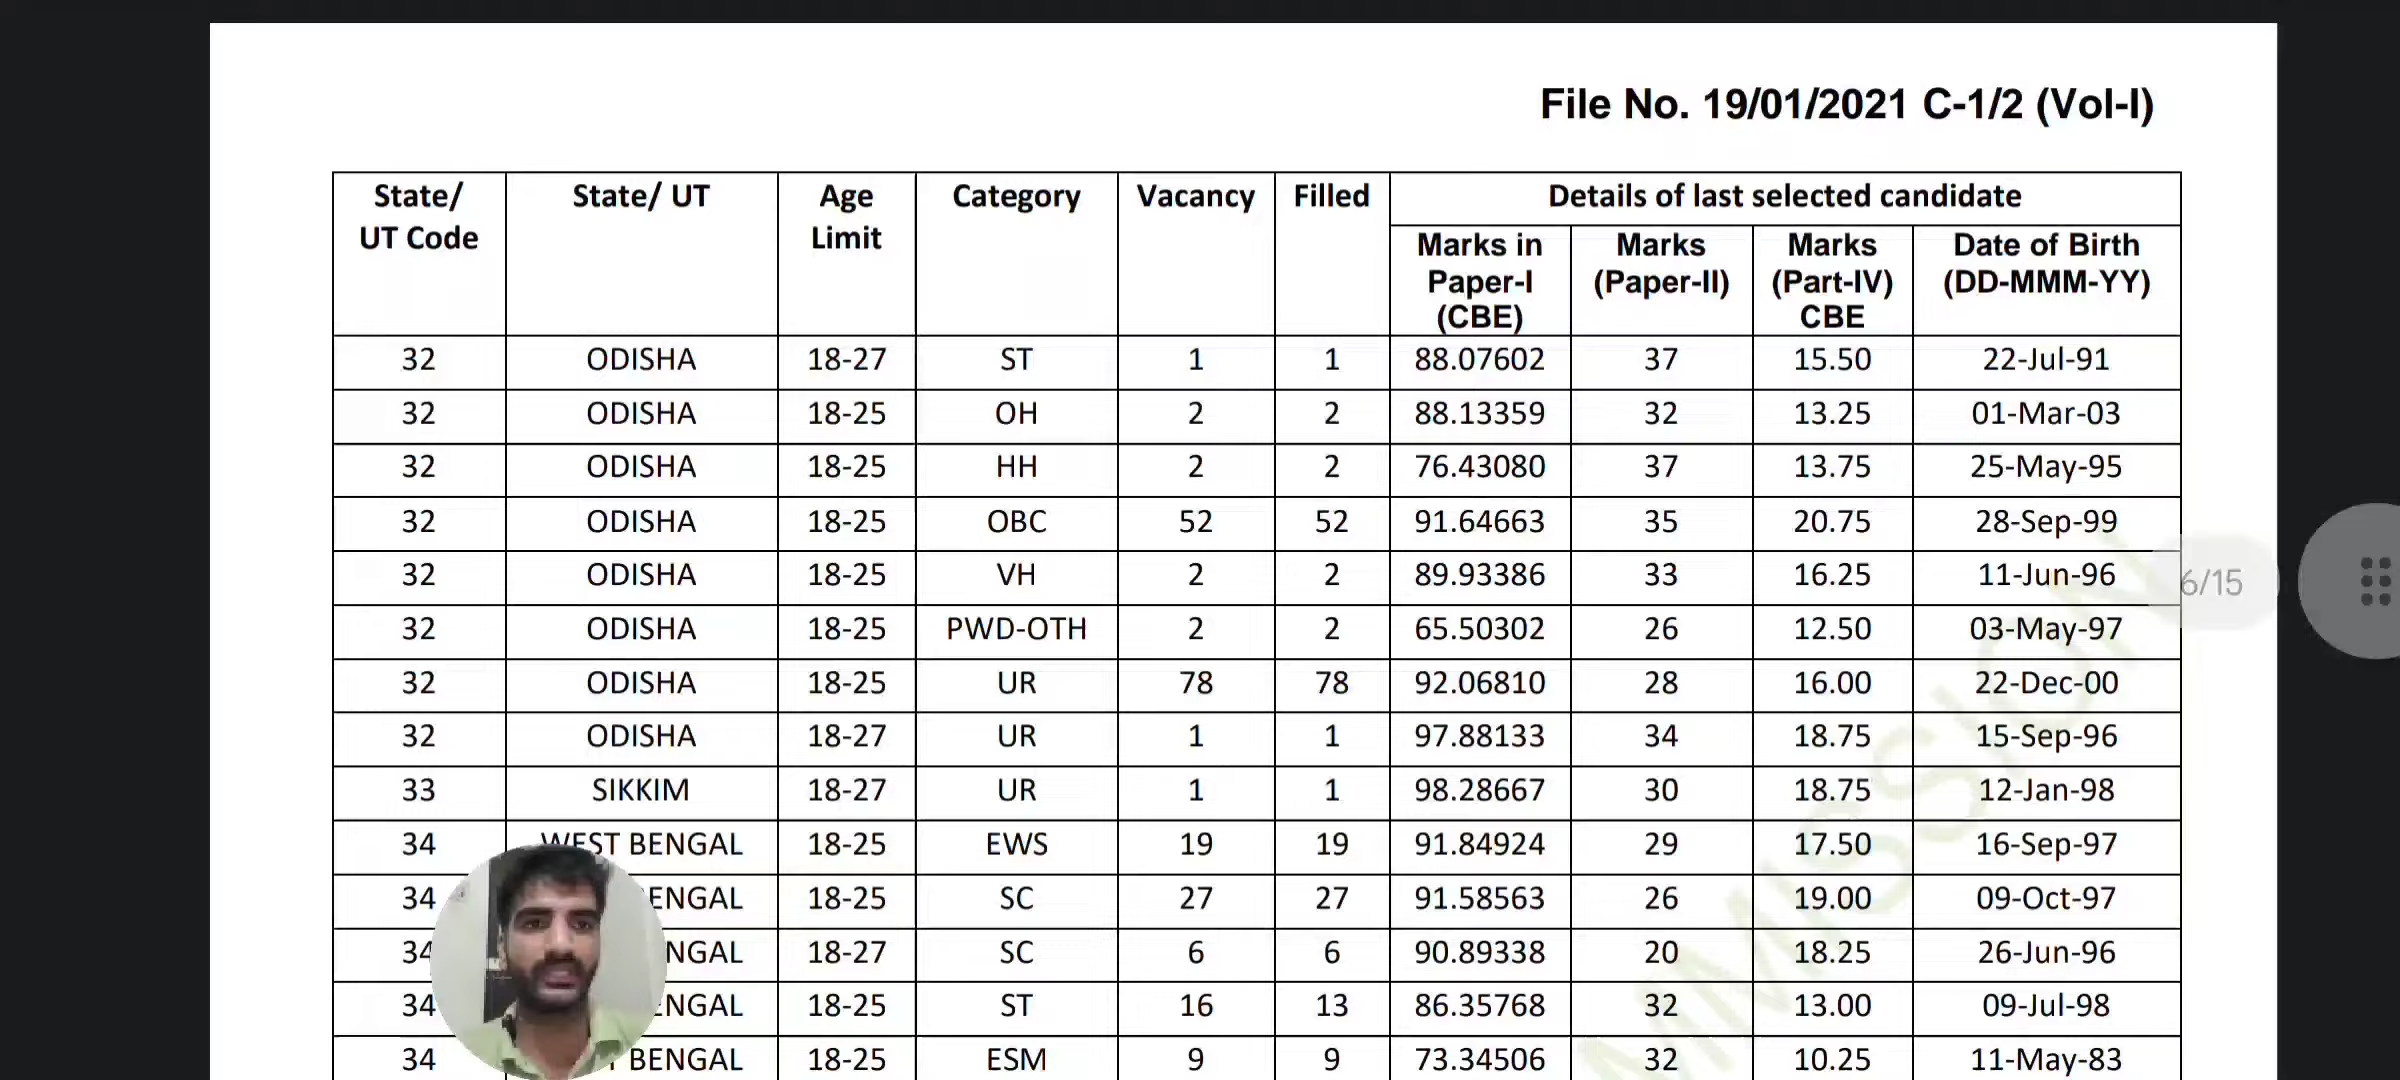 File No. 19/01/2021 C-1/2 (Vol-I)
State/ UT Code State/ UT Age Limit Category Vacancy Filled Details of last selected candidate
Marks in Paper-I (CBE) Marks (Paper-II) Marks (Part-IV) CBE Date of Birth (DD-MMM-YY)
32 ODISHA 18-27 ST 1 1 88.07602 37 15.50 22-Jul-91
32 ODISHA 18-25 OH 2 2 88.13359 32 13.25 01-Mar-03
32 ODISHA 18-25 HH 2 2 76.43080 37 13.75 25-May-95
32 ODISHA 18-25 OBC 52 52 91.64663 35 20.75 28-Sep-99
32 ODISHA 18-25 VH 2 2 89.93386 33 16.25 11-Jun-96
6/15
32 ODISHA 18-25 PWD-OTH 2 2 65.50302 26 12.50 03-May-97
32 ODISHA 18-25 UR 78 78 92.06810 28 16.00 22-Dec-00
32 ODISHA 18-27 UR 1 1 97.88133 34 18.75 15-Sep-96
33 SIKKIM 18-27 UR 1 1 98.28667 30 18.75 12-Jan-98
34 WEST BENGAL 18-25 EWS 19 19 91.84924 29 17.50 16-Sep-97
34 ENGAL 18-25 SC 27 27 91.58563 26 19.00 09-Oct-97
34 NGAL 18-27 SC 6 6 90.89338 20 18.25 26-Jun-96
34 ENGAL 18-25 ST 16 13 86.35768 32 13.00 09-Jul-98
34 BENGAL 18-25 ESM 9 9 73.34506 32 10.25 11-May-83
MMISSION